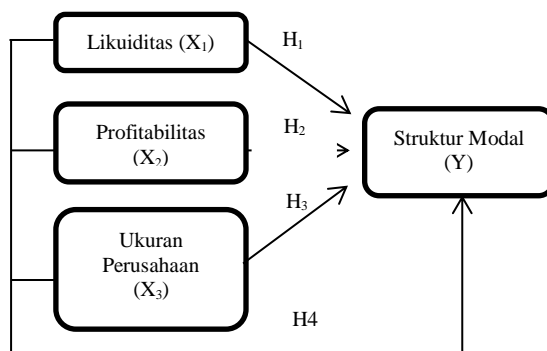 Likuiditas (X₁)
H₁
Profitabilitas
(X₂)
H₂
Struktur Modal
(Y)
H₃
Ukuran
Perusahaan
(X₃)
H4